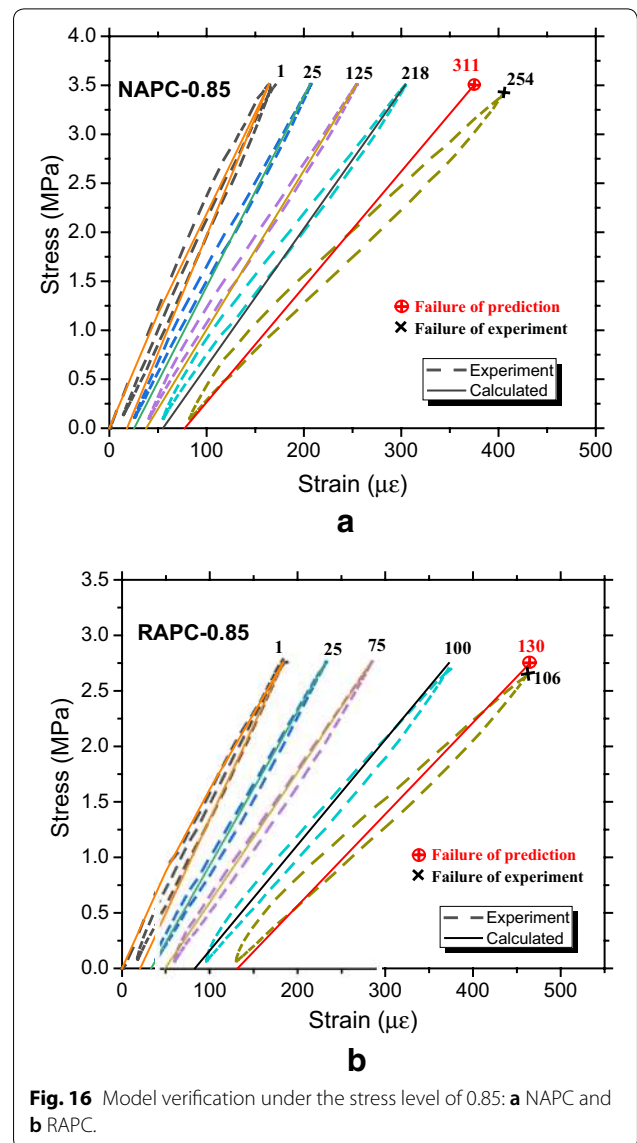 4.0
3.5
3.0
2.5
2.0
1.5
1.0
0.5
0.0
Stress (MPa)
NAPC-0.85
1
25
125
218
311
254
Failure of prediction
Failure of experiment
Experiment
Calculated
0
100
200
300
400
500
Strain (με)
a
3.5
3.0
2.5
2.0
1.5
1.0
0.5
0.0
Stress (MPa)
RAPC-0.85
1
25
75
100
130
106
Failure of prediction
Failure of experiment
Experiment
Calculated
0
100
200
300
400
500
Strain (με)
b
Fig. 16 Model verification under the stress level of 0.85: a NAPC and
b RAPC.